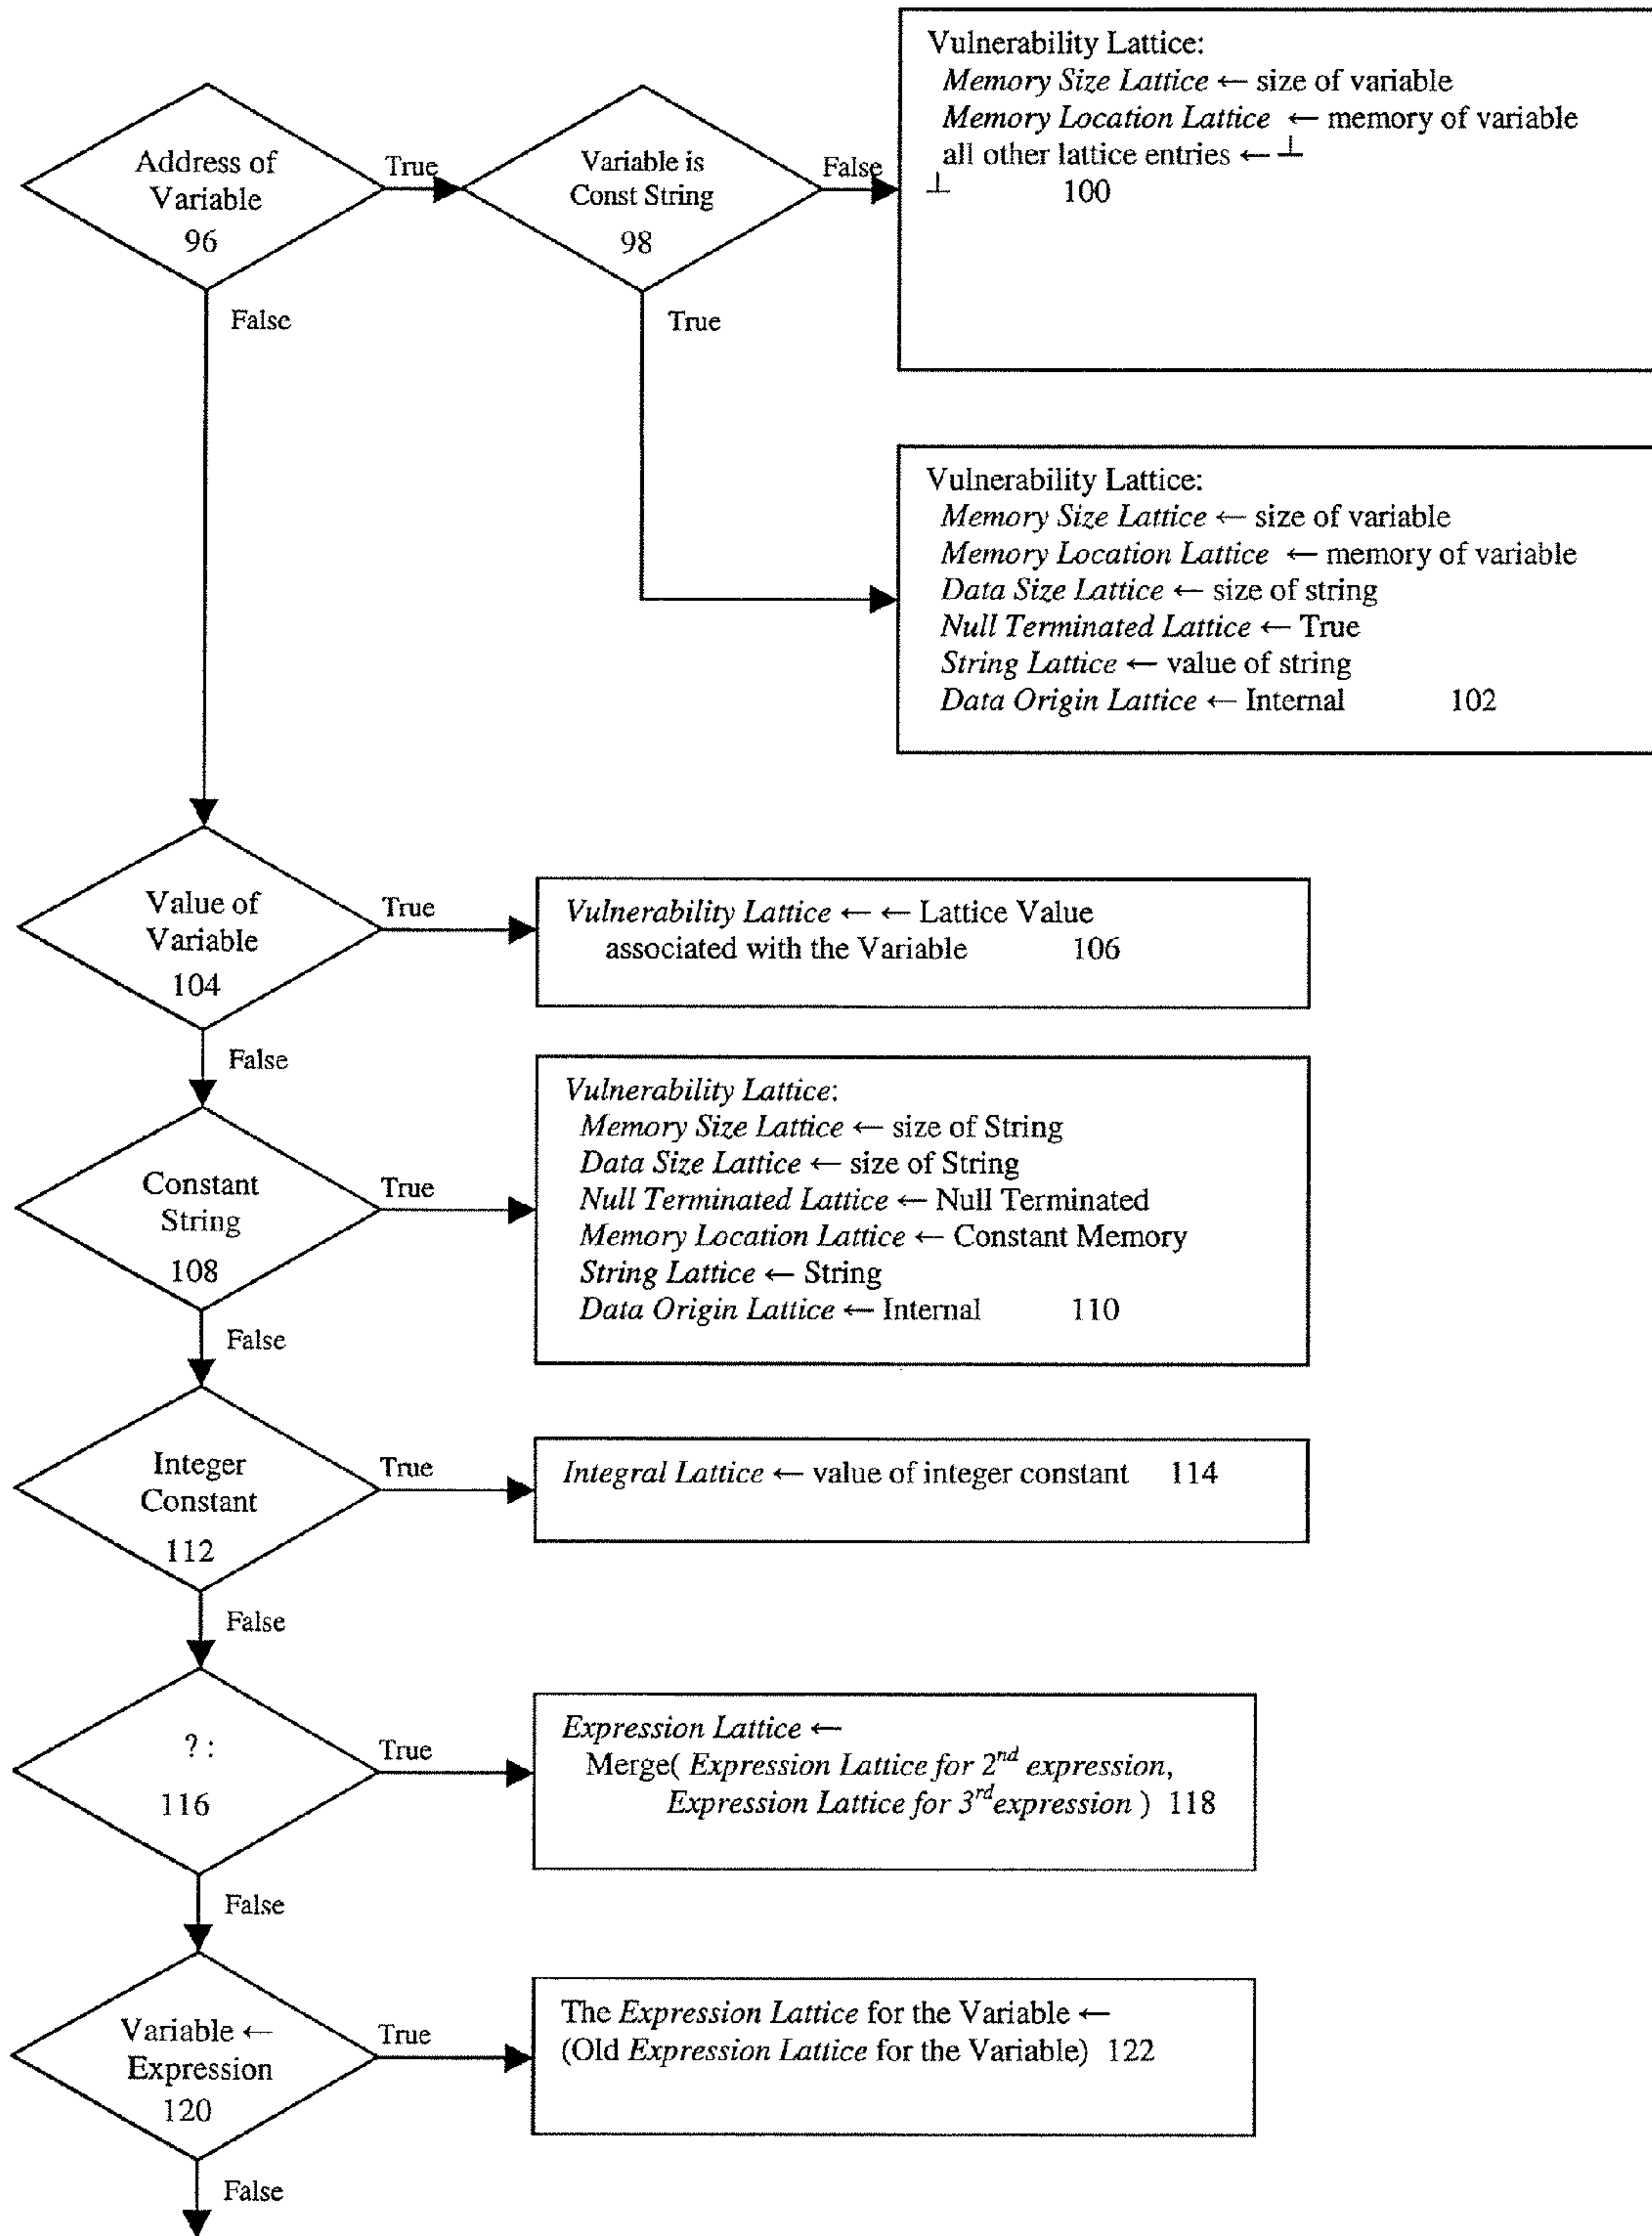 Address of
Variable
96
True
Variable is
Const String
98
False
Vulnerability Lattice:
Memory Size Lattice ← size of variable
Memory Location Lattice ← memory of variable
all other lattice entries ← ⊥
⊥ 100
False
True
Vulnerability Lattice:
Memory Size Lattice ← size of variable
Memory Location Lattice ← memory of variable
Data Size Lattice ← size of string
Null Terminated Lattice ← True
String Lattice ← value of string
Data Origin Lattice ← Internal 102
Value of
Variable
104
True
Vulnerability Lattice ← ← Lattice Value
associated with the Variable 106
False
Constant
String
108
True
Vulnerability Lattice:
Memory Size Lattice ← size of String
Data Size Lattice ← size of String
Null Terminated Lattice ← Null Terminated
Memory Location Lattice ← Constant Memory
String Lattice ← String
Data Origin Lattice ← Internal 110
False
Integer
Constant
112
True
Integral Lattice ← value of integer constant 114
False
? :
116
True
Expression Lattice ←
Merge( Expression Lattice for 2nd expression,
Expression Lattice for 3rd expression ) 118
False
Variable ←
Expression
120
True
The Expression Lattice for the Variable ←
(Old Expression Lattice for the Variable) 122
False